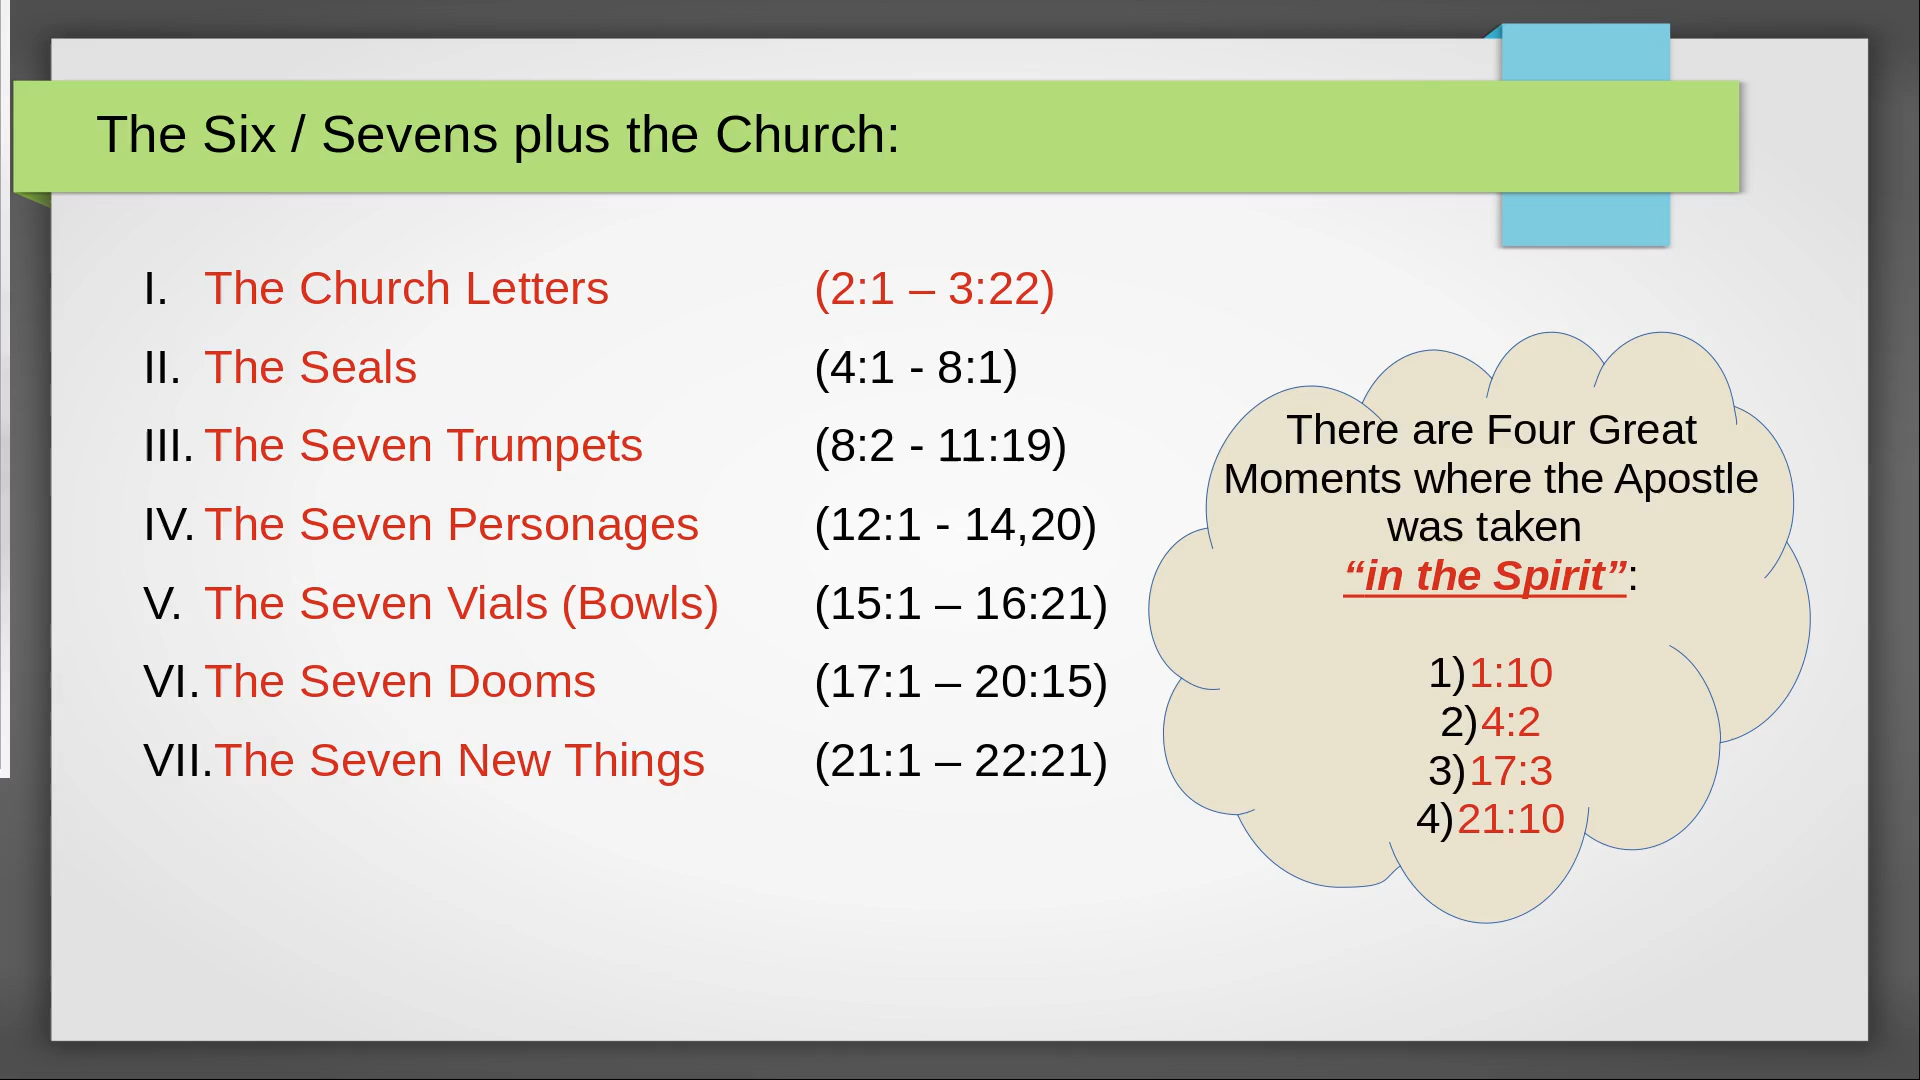 The Six / Sevens plus the Church:
I. The Church Letters (2:1 – 3:22)
II. The Seals (4:1 - 8:1)
III. The Seven Trumpets (8:2 - 11:19)
IV. The Seven Personages (12:1 - 14,20)
V. The Seven Vials (Bowls) (15:1 – 16:21)
VI. The Seven Dooms (17:1 – 20:15)
VII. The Seven New Things (21:1 – 22:21)
There are Four Great
Moments where the Apostle
was taken
“in the Spirit”:
1) 1:10
2) 4:2
3) 17:3
4) 21:10